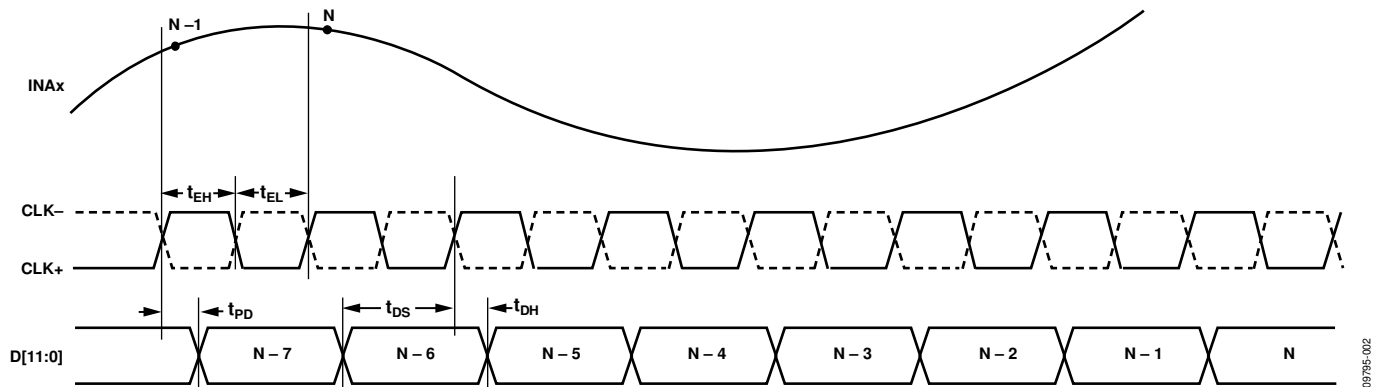 N –1
N
INAx
tEH
tEL
CLK–
CLK+
tPD
tDS
tDH
D[11:0]
N – 7
N – 6
N – 5
N – 4
N – 3
N – 2
N – 1
N
09795-002